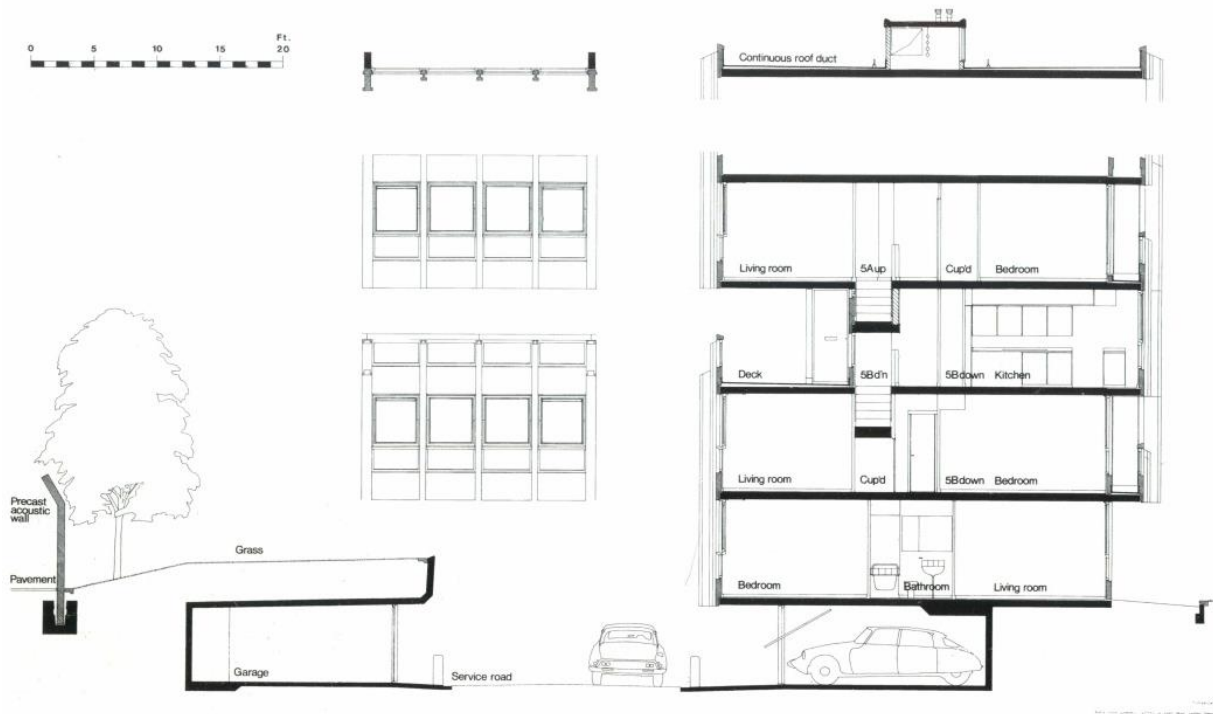 Ft.
0 5 10 15 20
Continuous roof duct
Living room 5A up Cup'd Bedroom
Deck 5B d'n 5B down Kitchen
Living room Cup'd 5B down Bedroom
Precast
acoustic
wall
Grass
Pavement
Bedroom Bathroom Living room
Garage
Service road